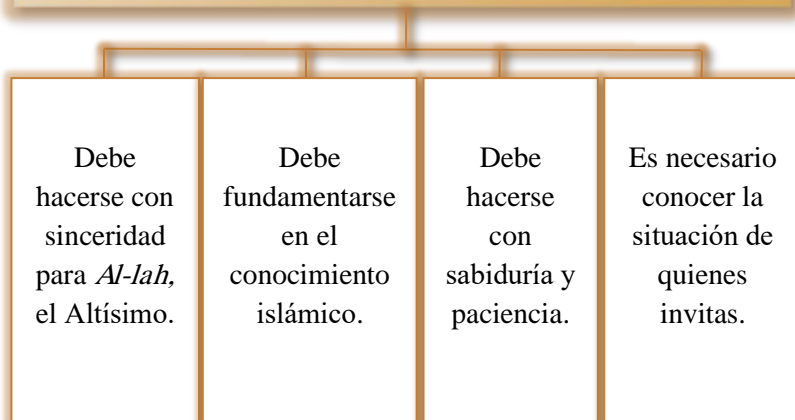 Debe
hacerse con
sinceridad
para Al-lah,
el Altísimo.
Debe
fundamentarse
en el
conocimiento
islámico.
Debe
hacerse
con
sabiduría y
paciencia.
Es necesario
conocer la
situación de
quienes
invitas.